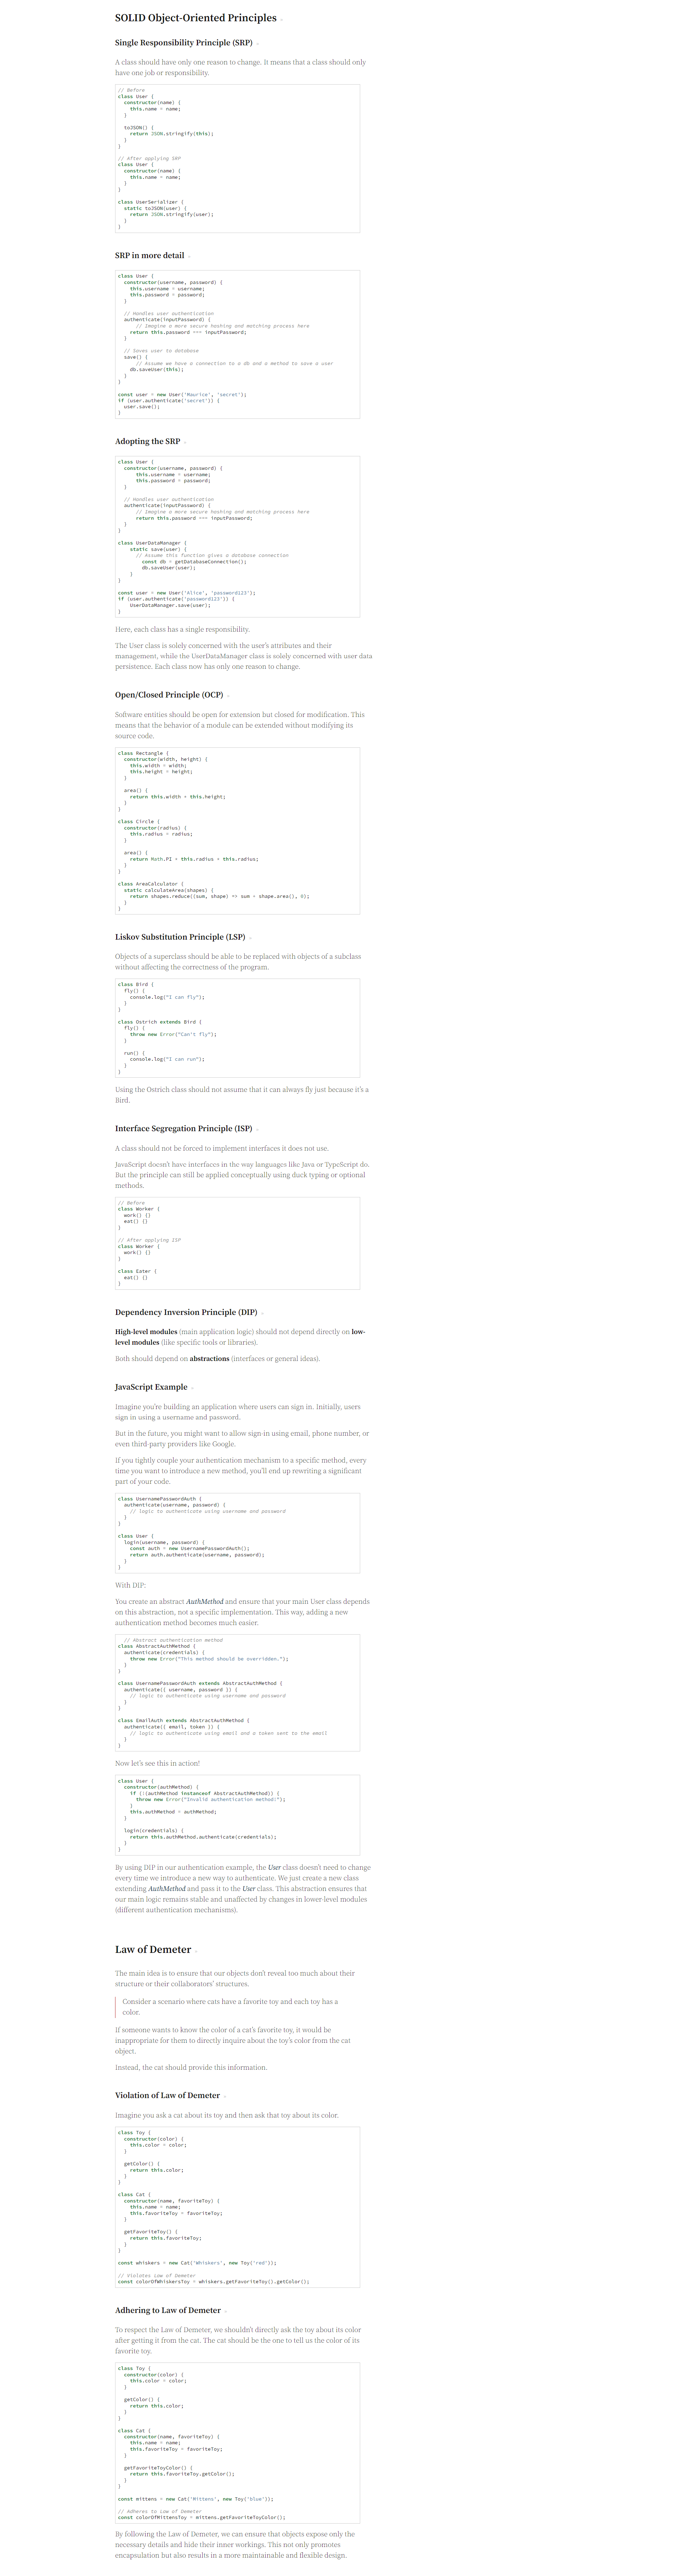 SOLID Object-Oriented Principles
Single Responsibility Principle (SRP)
A class should have only one reason to change. It means that a class should only
have one job or responsibility.
// Before
class User {
  constructor(name) {
    this.name = name;
  }

  toJSON() {
    return JSON.stringify(this);
  }
}

// After applying SRP
class User {
  constructor(name) {
    this.name = name;
  }
}

class UserSerializer {
  static toJSON(user) {
    return JSON.stringify(user);
  }
}
SRP in more detail
class User {
  constructor(username, password) {
    this.username = username;
    this.password = password;
  }

  // Handles user authentication
  authenticate(inputPassword) {
      // Imagine a more secure hashing and matching process here
    return this.password === inputPassword;
  }

  // Saves user to database
  save() {
      // Assume we have a connection to a db and a method to save a user
    db.saveUser(this);
  }
}

const user = new User('Maurice', 'secret');
if (user.authenticate('secret')) {
  user.save();
}
Adopting the SRP
class User {
  constructor(username, password) {
      this.username = username;
      this.password = password;
  }

  // Handles user authentication
  authenticate(inputPassword) {
      // Imagine a more secure hashing and matching process here
      return this.password === inputPassword;
  }
}

class UserDataManager {
    static save(user) {
      // Assume this function gives a database connection
        const db = getDatabaseConnection();
        db.saveUser(user);
    }
}

const user = new User('Alice', 'password123');
if (user.authenticate('password123')) {
    UserDataManager.save(user);
}
Here, each class has a single responsibility.
The User class is solely concerned with the user's attributes and their
management, while the UserDataManager class is solely concerned with user data
persistence. Each class now has only one reason to change.
Open/Closed Principle (OCP)
Software entities should be open for extension but closed for modification. This
means that the behavior of a module can be extended without modifying its
source code.
class Rectangle {
  constructor(width, height) {
    this.width = width;
    this.height = height;
  }

  area() {
    return this.width * this.height;
  }
}

class Circle {
  constructor(radius) {
    this.radius = radius;
  }

  area() {
    return Math.PI * this.radius * this.radius;
  }
}

class AreaCalculator {
  static calculateArea(shapes) {
    return shapes.reduce((sum, shape) => sum + shape.area(), 0);
  }
}
Liskov Substitution Principle (LSP)
Objects of a superclass should be able to be replaced with objects of a subclass
without affecting the correctness of the program.
class Bird {
  fly() {
    console.log("I can fly");
  }
}

class Ostrich extends Bird {
  fly() {
    throw new Error("Can't fly");
  }

  run() {
    console.log("I can run");
  }
}
Using the Ostrich class should not assume that it can always fly just because it's a
Bird.
Interface Segregation Principle (ISP)
A class should not be forced to implement interfaces it does not use.
JavaScript doesn't have interfaces in the way languages like Java or TypeScript do.
But the principle can still be applied conceptually using duck typing or optional
methods.
// Before
class Worker {
  work() {}
  eat() {}
}

// After applying ISP
class Worker {
  work() {}
}

class Eater {
  eat() {}
}
Dependency Inversion Principle (DIP)
High-level modules (main application logic) should not depend directly on low-
level modules (like specific tools or libraries).
Both should depend on abstractions (interfaces or general ideas).
JavaScript Example
Imagine you're building an application where users can sign in. Initially, users
sign in using a username and password.
But in the future, you might want to allow sign-in using email, phone number, or
even third-party providers like Google.
If you tightly couple your authentication mechanism to a specific method, every
time you want to introduce a new method, you'll end up rewriting a significant
part of your code.
class UsernamePasswordAuth {
  authenticate(username, password) {
    // logic to authenticate using username and password
  }
}

class User {
  login(username, password) {
    const auth = new UsernamePasswordAuth();
    return auth.authenticate(username, password);
  }
}
With DIP:
You create an abstract AuthMethod and ensure that your main User class depends
on this abstraction, not a specific implementation. This way, adding a new
authentication method becomes much easier.
  // Abstract authentication method
class AbstractAuthMethod {
  authenticate(credentials) {
    throw new Error("This method should be overridden.");
  }
}

class UsernamePasswordAuth extends AbstractAuthMethod {
  authenticate({ username, password }) {
    // logic to authenticate using username and password
  }
}

class EmailAuth extends AbstractAuthMethod {
  authenticate({ email, token }) {
    // logic to authenticate using email and a token sent to the email
  }
}
Now let's see this in action!
class User {
  constructor(authMethod) {
    if (!(authMethod instanceof AbstractAuthMethod)) {
      throw new Error("Invalid authentication method!");
    }
    this.authMethod = authMethod;
  }

  login(credentials) {
    return this.authMethod.authenticate(credentials);
  }
}
By using DIP in our authentication example, the User class doesn't need to change
every time we introduce a new way to authenticate. We just create a new class
extending AuthMethod and pass it to the User class. This abstraction ensures that
our main logic remains stable and unaffected by changes in lower-level modules
(different authentication mechanisms).
Law of Demeter
The main idea is to ensure that our objects don't reveal too much about their
structure or their collaborators' structures.
Consider a scenario where cats have a favorite toy and each toy has a
color.
If someone wants to know the color of a cat's favorite toy, it would be
inappropriate for them to directly inquire about the toy's color from the cat
object.
Instead, the cat should provide this information.
Violation of Law of Demeter
Imagine you ask a cat about its toy and then ask that toy about its color.
class Toy {
  constructor(color) {
    this.color = color;
  }

  getColor() {
    return this.color;
  }
}

class Cat {
  constructor(name, favoriteToy) {
    this.name = name;
    this.favoriteToy = favoriteToy;
  }

  getFavoriteToy() {
    return this.favoriteToy;
  }
}

const whiskers = new Cat('Whiskers', new Toy('red'));

// Violates Law of Demeter
const colorOfWhiskersToy = whiskers.getFavoriteToy().getColor();
Adhering to Law of Demeter
To respect the Law of Demeter, we shouldn't directly ask the toy about its color
after getting it from the cat. The cat should be the one to tell us the color of its
favorite toy.
class Toy {
  constructor(color) {
    this.color = color;
  }

  getColor() {
    return this.color;
  }
}

class Cat {
  constructor(name, favoriteToy) {
    this.name = name;
    this.favoriteToy = favoriteToy;
  }

  getFavoriteToyColor() {
    return this.favoriteToy.getColor();
  }
}

const mittens = new Cat('Mittens', new Toy('blue'));

// Adheres to Law of Demeter
const colorOfMittensToy = mittens.getFavoriteToyColor();
By following the Law of Demeter, we can ensure that objects expose only the
necessary details and hide their inner workings. This not only promotes
encapsulation but also results in a more maintainable and flexible design.